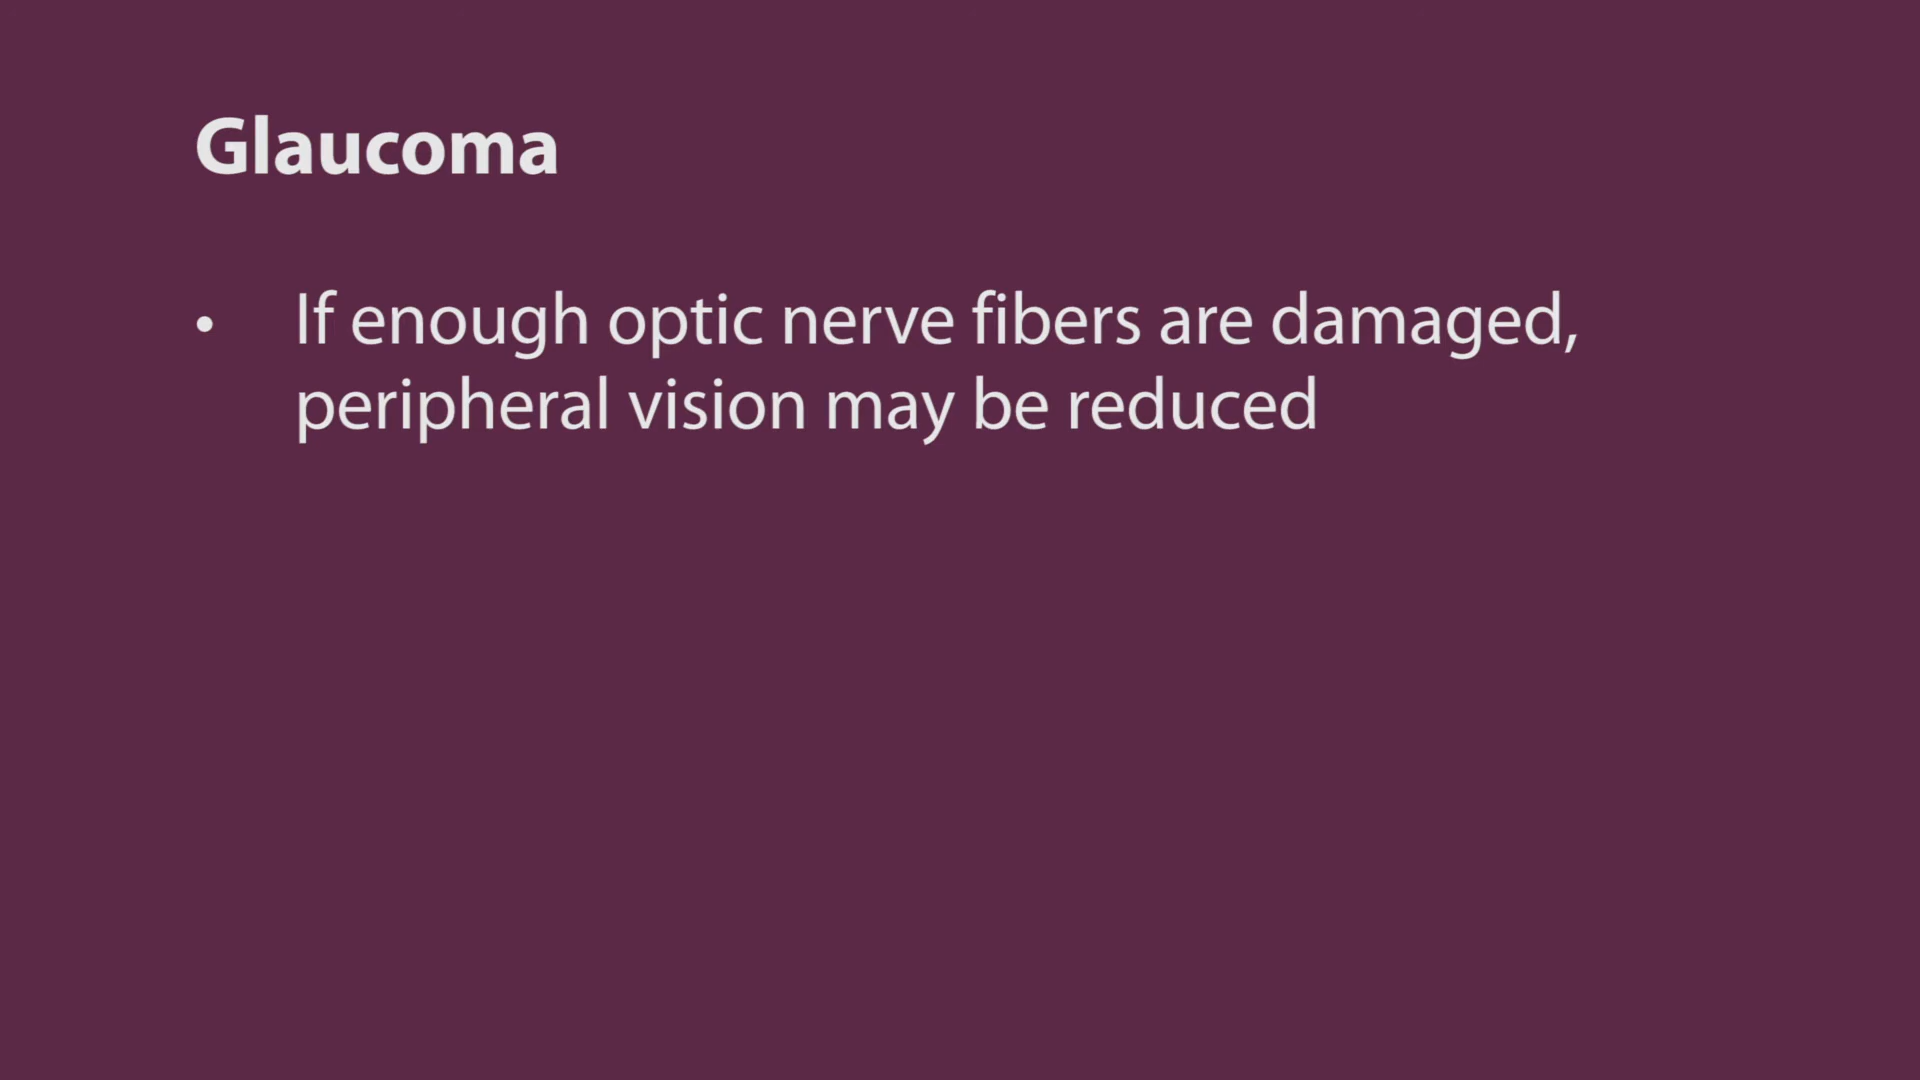 Glaucoma
• If enough optic nerve fibers are damaged,
peripheral vision may be reduced